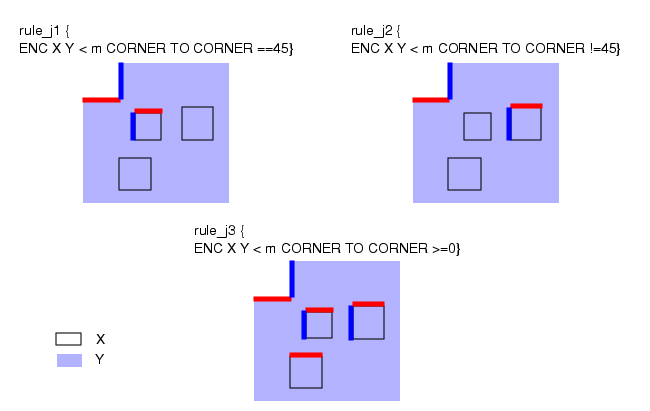 rule_j1 {
ENC X Y < m CORNER TO CORNER ==45}
rule_j2 {
ENC X Y < m CORNER TO CORNER !=45}
rule_j3 {
ENC X Y < m CORNER TO CORNER >=0}
X
Y